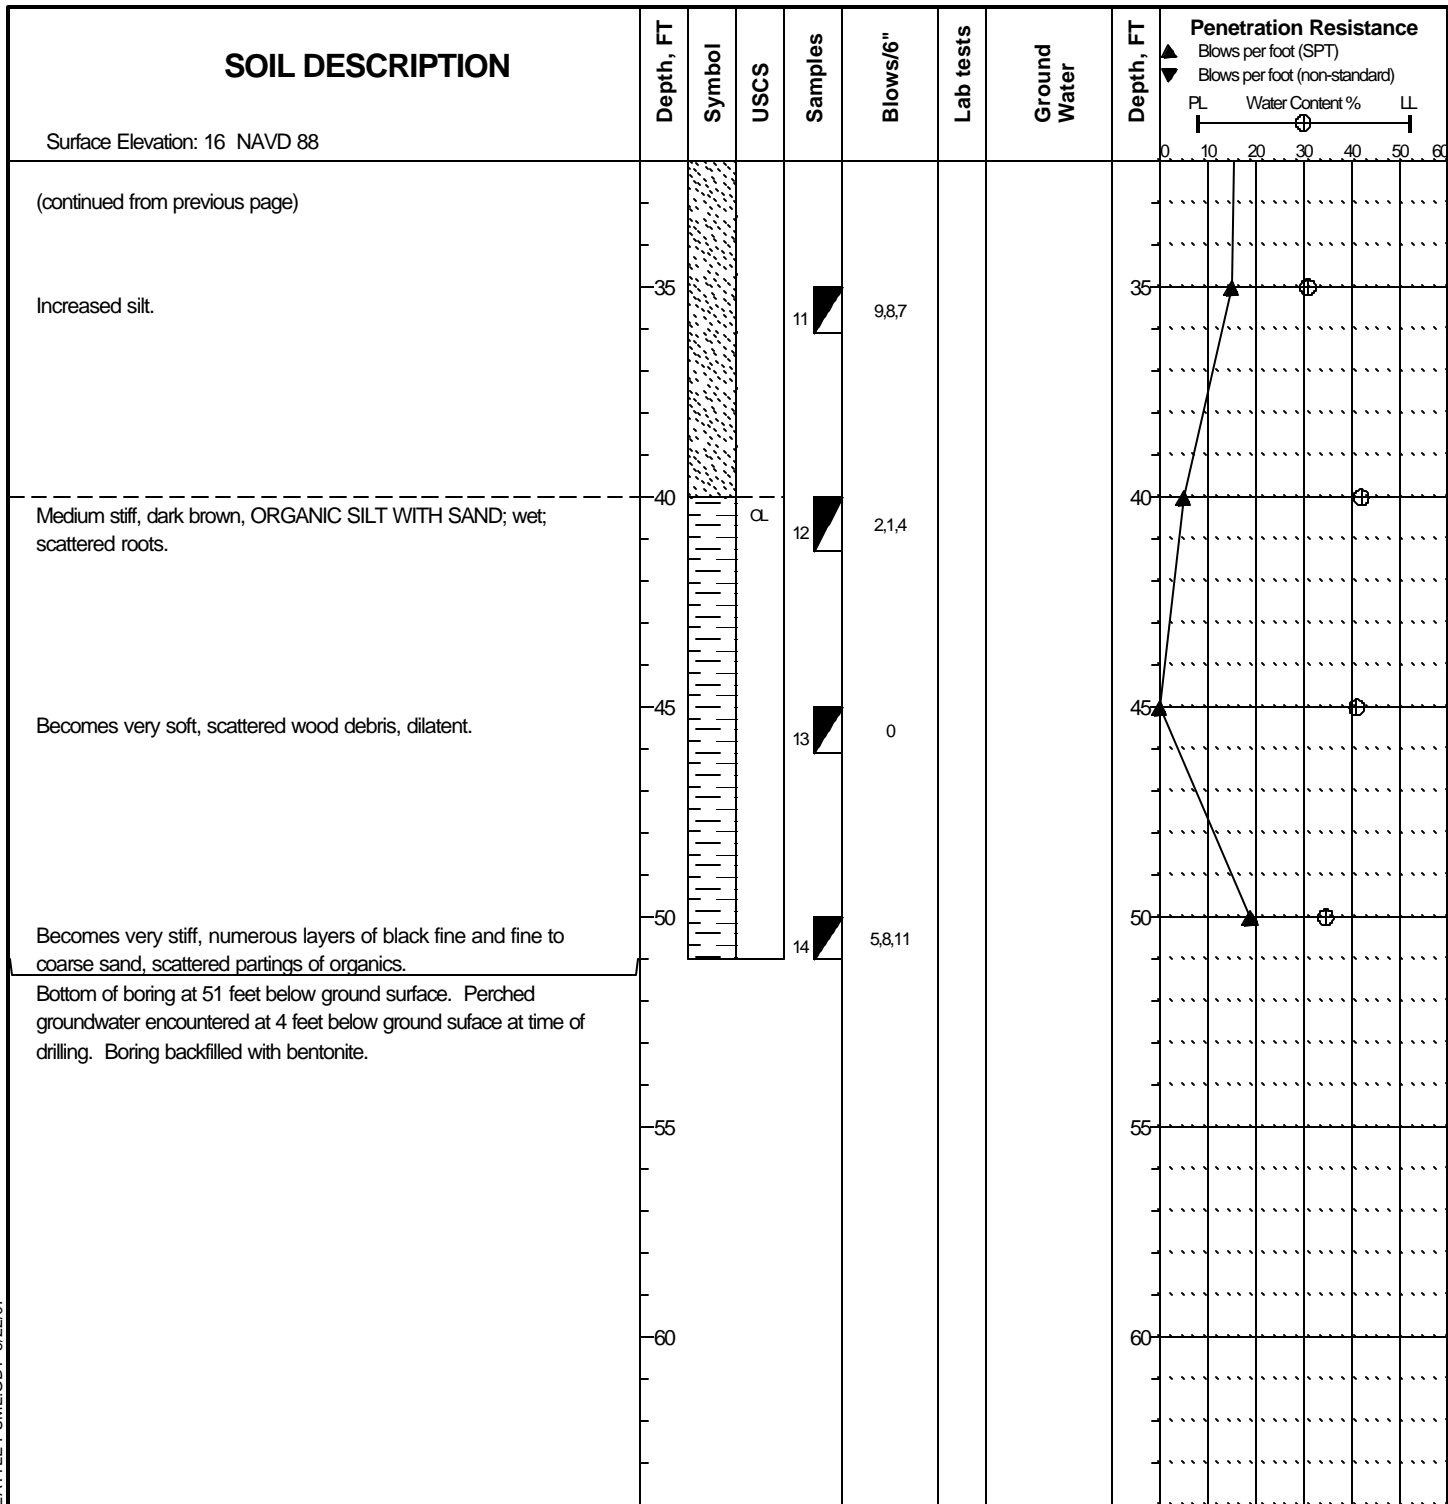 SOIL DESCRIPTION
Surface Elevation: 16 NAVD 88
Depth, FT
Symbol
USCS
Samples
Blows/6"
Lab tests
Ground
Water
Depth, FT
Penetration Resistance
Blows per foot (SPT)
Blows per foot (non-standard)
PL Water Content % LL
0 10 20 30 40 50 60
(continued from previous page)
35 35
Increased silt.
11 9,8,7
40 40
Medium stiff, dark brown, ORGANIC SILT WITH SAND; wet;
scattered roots.
OL
12 2,1,4
45 45
Becomes very soft, scattered wood debris, dilatent.
13 0
50 50
Becomes very stiff, numerous layers of black fine and fine to
coarse sand, scattered partings of organics.
14 5,8,11
Bottom of boring at 51 feet below ground surface. Perched
groundwater encountered at 4 feet below ground suface at time of
drilling. Boring backfilled with bentonite.
55 55
60 60